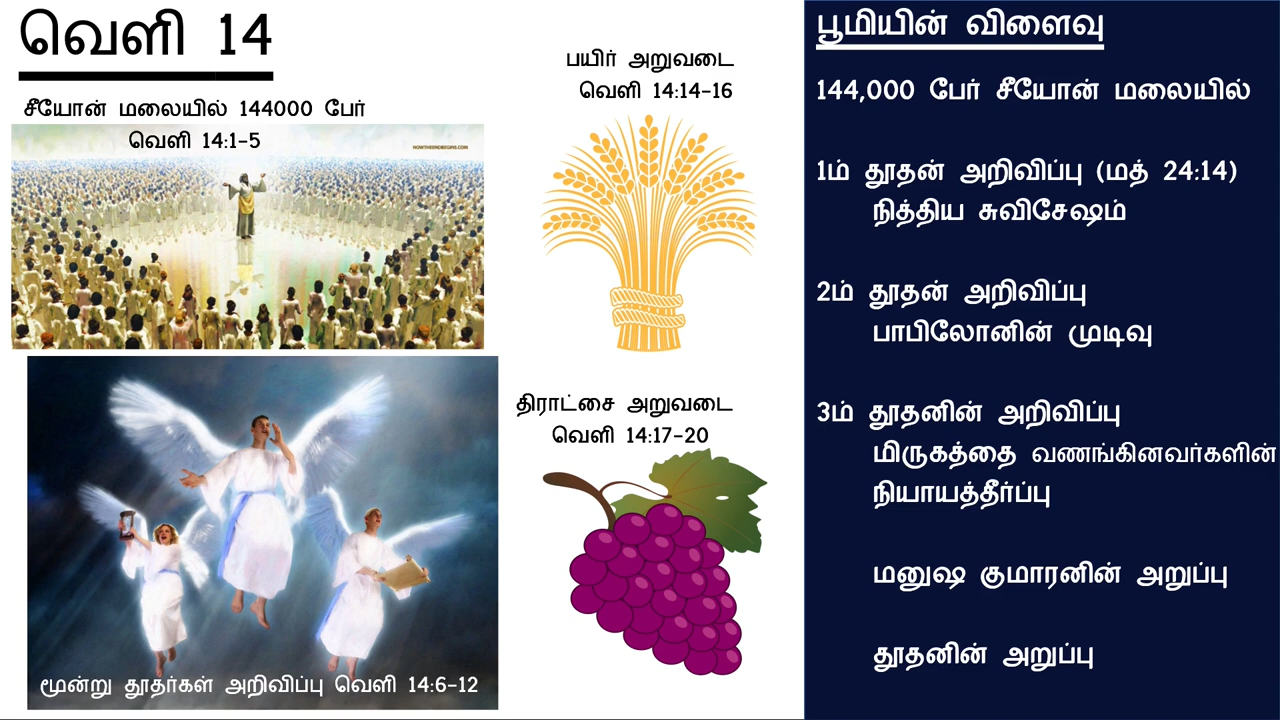 வெளி 14
சீயோன் மலையில் 144000 பேர்
வெளி 14:1-5
NOWTHEENDBEGINS.COM
மூன்று தூதர்கள் அறிவிப்பு வெளி 14:6-12
பயிர் அறுவடை
வெளி 14:14-16
திராட்சை அறுவடை
வெளி 14:17-20
பூமியின் விளைவு
144,000 பேர் சீயோன் மலையில்
1ம் தூதன் அறிவிப்பு (மத் 24:14)
நித்திய சுவிசேஷம்
2ம் தூதன் அறிவிப்பு
பாபிலோனின் முடிவு
3ம் தூதனின் அறிவிப்பு
மிருகத்தை வணங்கினவர்களின்
நியாயத்தீர்ப்பு
மனுஷ குமாரனின் அறுப்பு
தூதனின் அறுப்பு